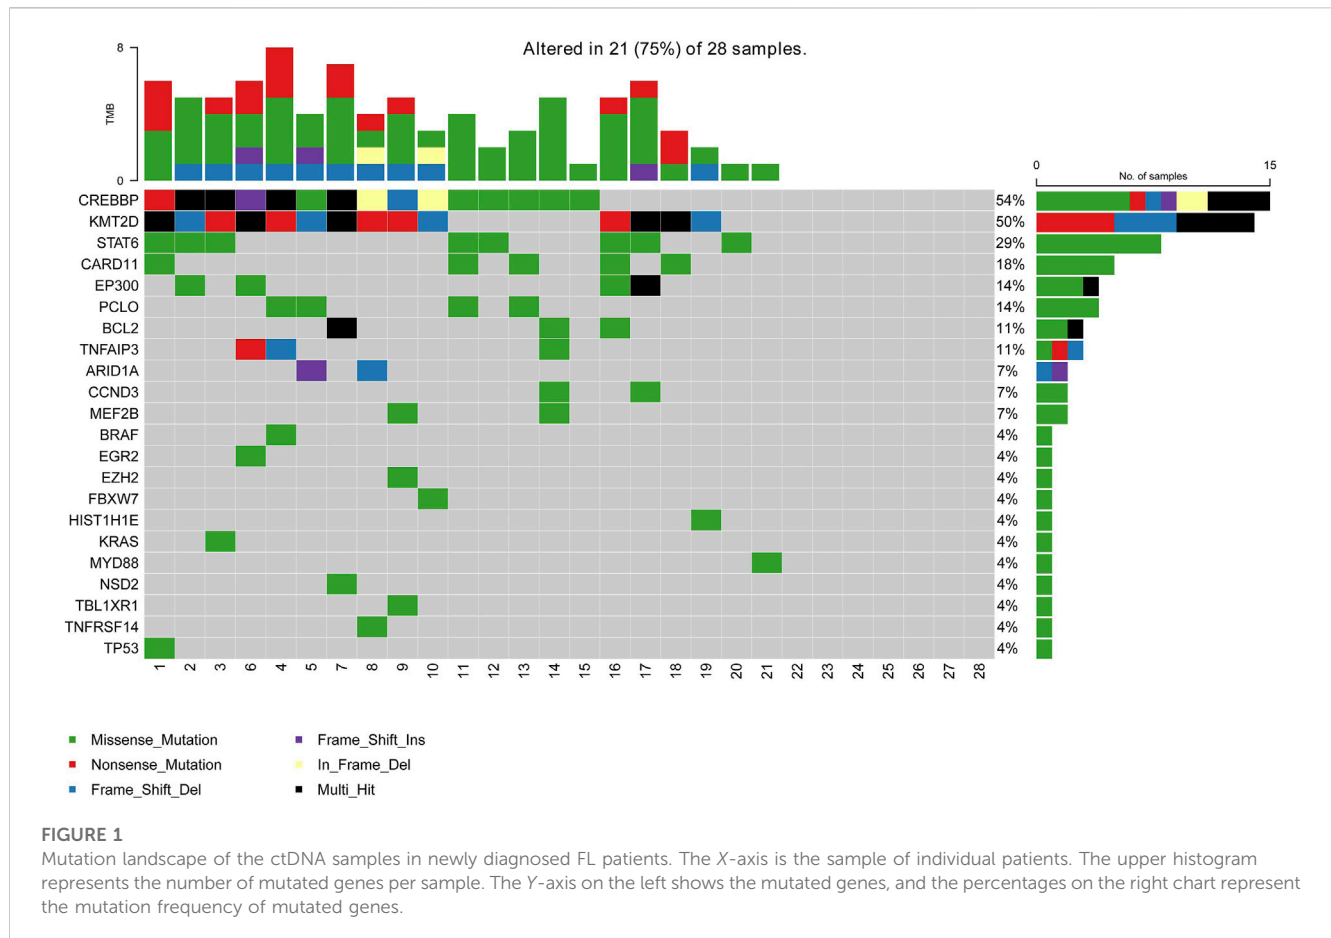 Altered in 21 (75%) of 28 samples.
8
TMB
0
0 15
No. of samples
CREBBP 54%
KMT2D 50%
STAT6 29%
CARD11 18%
EP300 14%
PCLO 14%
BCL2 11%
TNFAIP3 11%
ARID1A 7%
CCND3 7%
MEF2B 7%
BRAF 4%
EGR2 4%
EZH2 4%
FBXW7 4%
HIST1H1E 4%
KRAS 4%
MYD88 4%
NSD2 4%
TBL1XR1 4%
TNFRSF14 4%
TP53 4%
1 2 3 6 4 5 7 8 9 10 11 12 13 14 15 16 17 18 19 20 21 22 23 24 25 26 27 28
Missense_Mutation Frame_Shift_Ins
Nonsense_Mutation In_Frame_Del
Frame_Shift_Del Multi_Hit
FIGURE 1
Mutation landscape of the ctDNA samples in newly diagnosed FL patients. The X-axis is the sample of individual patients. The upper histogram
represents the number of mutated genes per sample. The Y-axis on the left shows the mutated genes, and the percentages on the right chart represent
the mutation frequency of mutated genes.